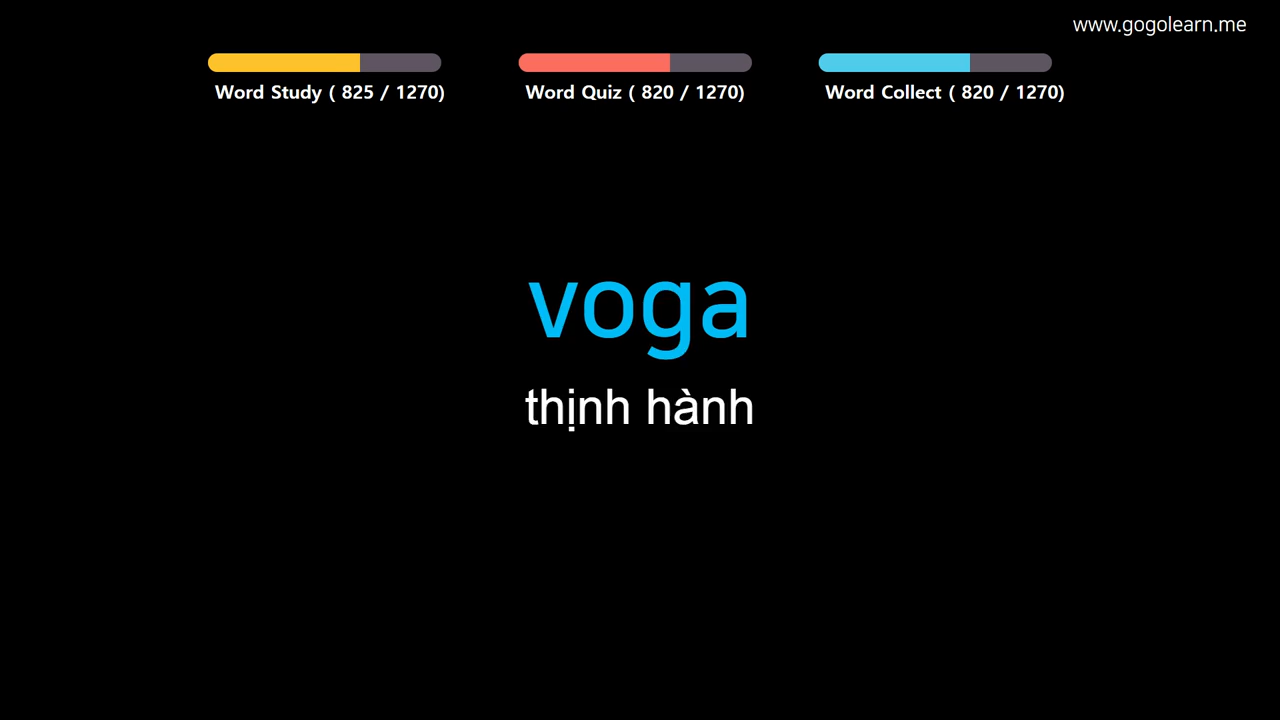 www.gogolearn.me
Word Study ( 825 / 1270)
Word Quiz ( 820 / 1270)
Word Collect ( 820 / 1270)
voga
thịnh hành